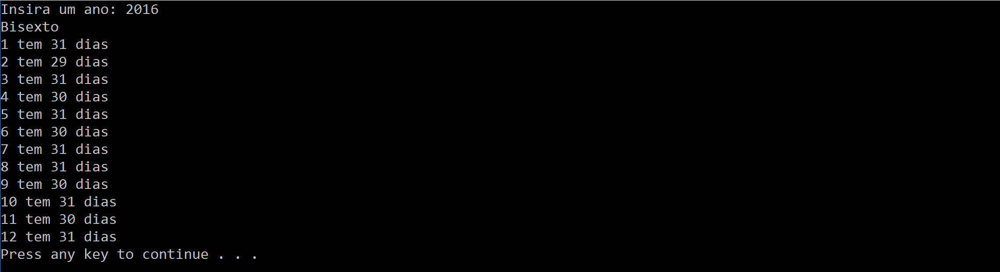 Insira um ano: 2016
Bisexto
1 tem 31 dias
2 tem 29 dias
3 tem 31 dias
4 tem 30 dias
5 tem 31 dias
6 tem 30 dias
7 tem 31 dias
8 tem 31 dias
9 tem 30 dias
10 tem 31 dias
11 tem 30 dias
12 tem 31 dias
Press any key to continue . . .